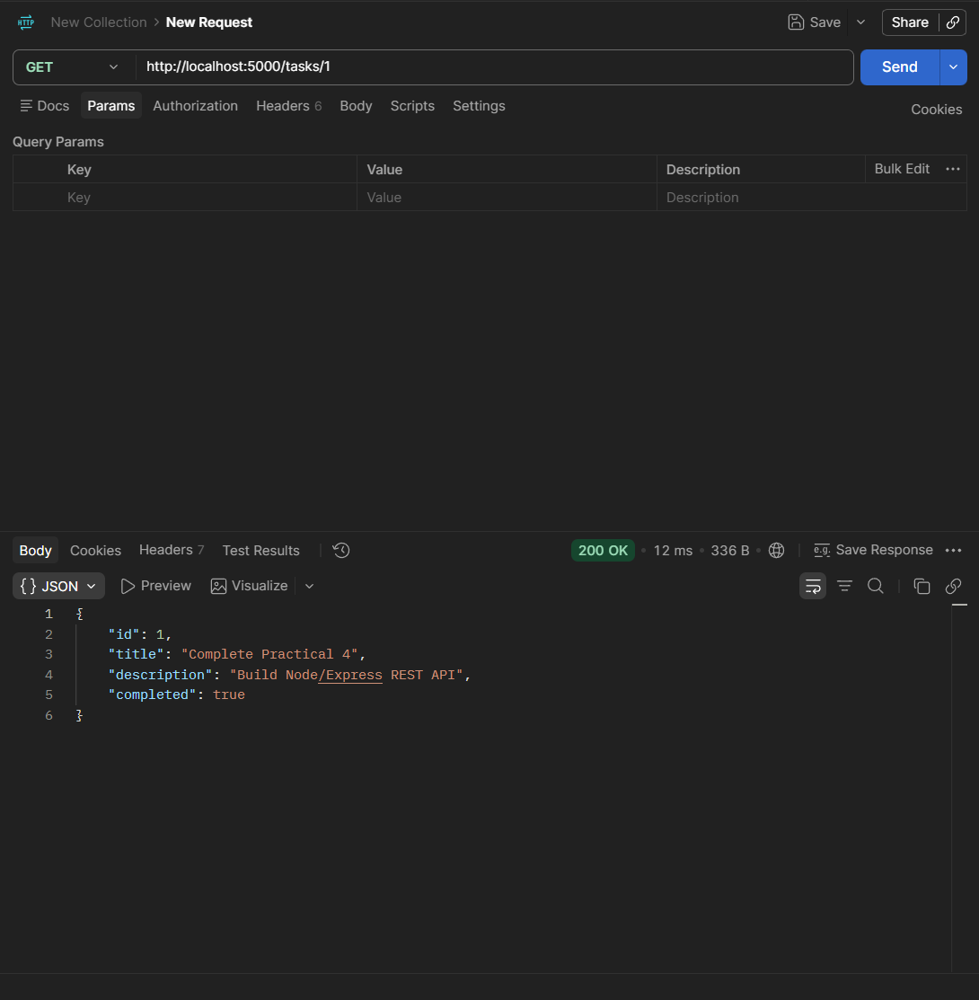 HTTP New Collection > New Request Save Share
GET http://localhost:5000/tasks/1 Send
Docs Params Authorization Headers 6 Body Scripts Settings Cookies
Query Params
Key Value Description Bulk Edit
Key Value Description
Body Cookies Headers 7 Test Results 200 OK • 12 ms • 336 B • e.g. Save Response
{ } JSON Preview Visualize
1 {
2 "id": 1,
3 "title": "Complete Practical 4",
4 "description": "Build Node/Express REST API",
5 "completed": true
6 }